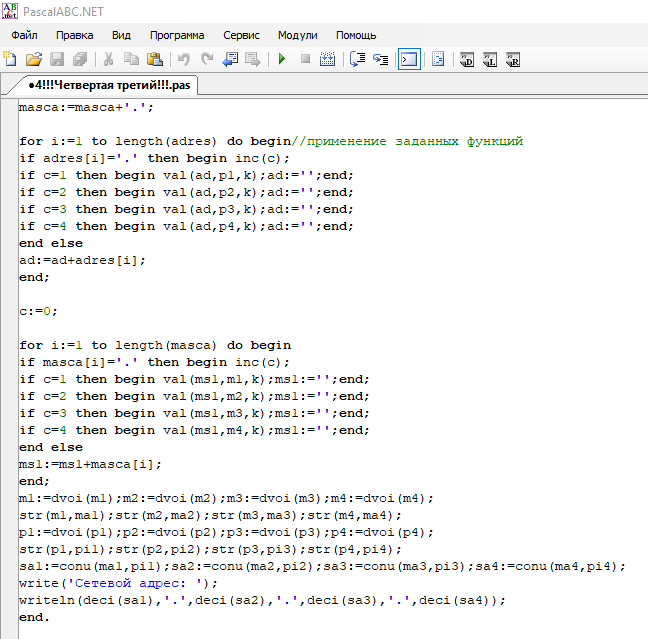 PascalABC.NET
Файл Правка Вид Программа Сервис Модули Помощь
●4!!!Четвертая третий!!!.pas
masca:=masca+'.';
for i:=1 to length(adres) do begin//применение заданных функций
if adres[i]='.' then begin inc(c);
if c=1 then begin val(ad,p1,k);ad:='';end;
if c=2 then begin val(ad,p2,k);ad:='';end;
if c=3 then begin val(ad,p3,k);ad:='';end;
if c=4 then begin val(ad,p4,k);ad:='';end;
end else
ad:=ad+adres[i];
end;
c:=0;
for i:=1 to length(masca) do begin
if masca[i]='.' then begin inc(c);
if c=1 then begin val(ms1,m1,k);ms1:='';end;
if c=2 then begin val(ms1,m2,k);ms1:='';end;
if c=3 then begin val(ms1,m3,k);ms1:='';end;
if c=4 then begin val(ms1,m4,k);ms1:='';end;
end else
ms1:=ms1+masca[i];
end;
m1:=dvoi(m1);m2:=dvoi(m2);m3:=dvoi(m3);m4:=dvoi(m4);
str(m1,ma1);str(m2,ma2);str(m3,ma3);str(m4,ma4);
p1:=dvoi(p1);p2:=dvoi(p2);p3:=dvoi(p3);p4:=dvoi(p4);
str(p1,pi1);str(p2,pi2);str(p3,pi3);str(p4,pi4);
sa1:=conu(ma1,pi1);sa2:=conu(ma2,pi2);sa3:=conu(ma3,pi3);sa4:=conu(ma4,pi4);
write('Сетевой адрес: ');
writeln(deci(sa1),'.',deci(sa2),'.',deci(sa3),'.',deci(sa4));
end.